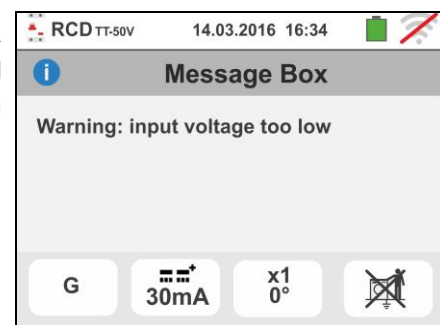 RCD TT-50V 14.03.2016 16:34
Message Box
Warning: input voltage too low
G 30mA x1 0°